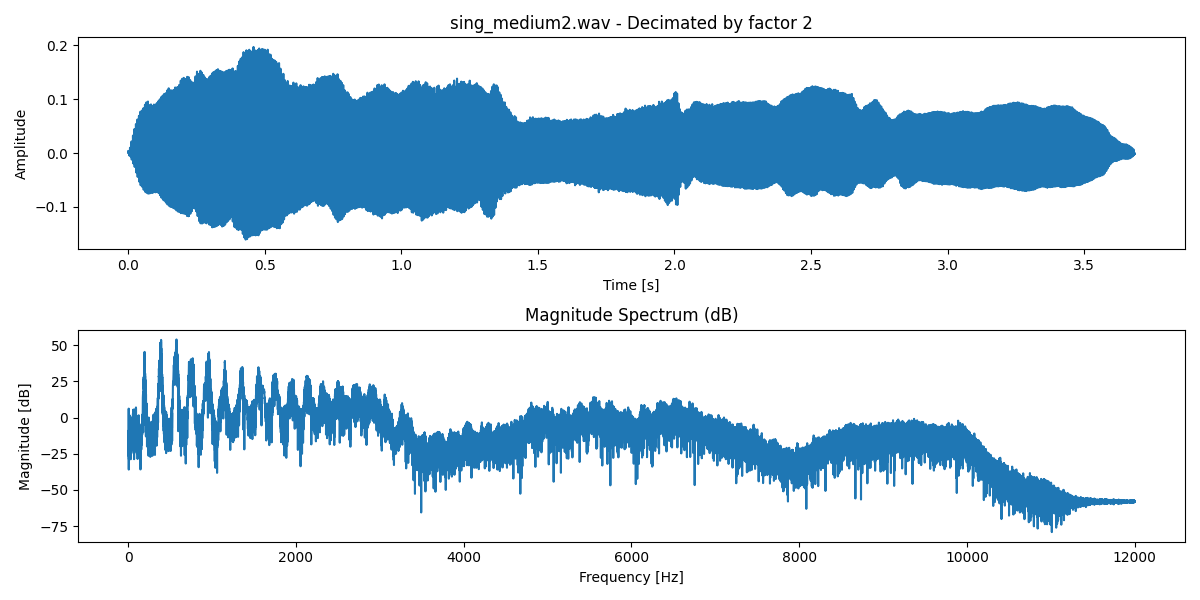 sing_medium2.wav - Decimated by factor 2
0.2
0.1
0.0
−0.1
Amplitude
0.0 0.5 1.0 1.5 2.0 2.5 3.0 3.5
Time [s]
Magnitude Spectrum (dB)
50
25
0
−25
−50
−75
Magnitude [dB]
0 2000 4000 6000 8000 10000 12000
Frequency [Hz]